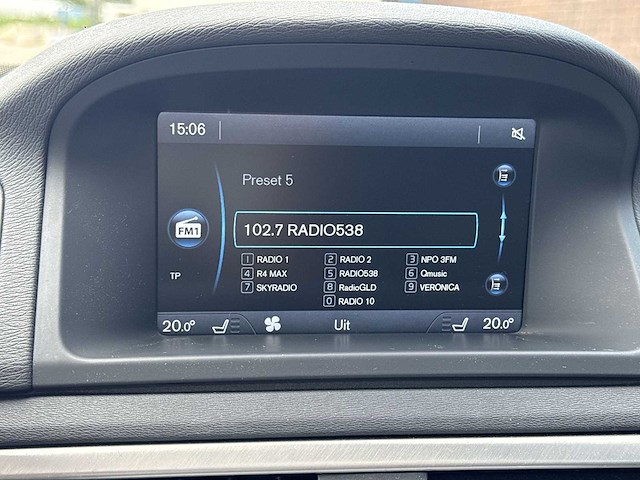 15:06
Preset 5
FM1
102.7 RADIO538
1 RADIO 1 2 RADIO 2 3 NPO 3FM
TP 4 R4 MAX 5 RADIO538 6 Qmusic
7 SKYRADIO 8 RadioGLD 9 VERONICA
0 RADIO 10
20.0° Uit 20.0°